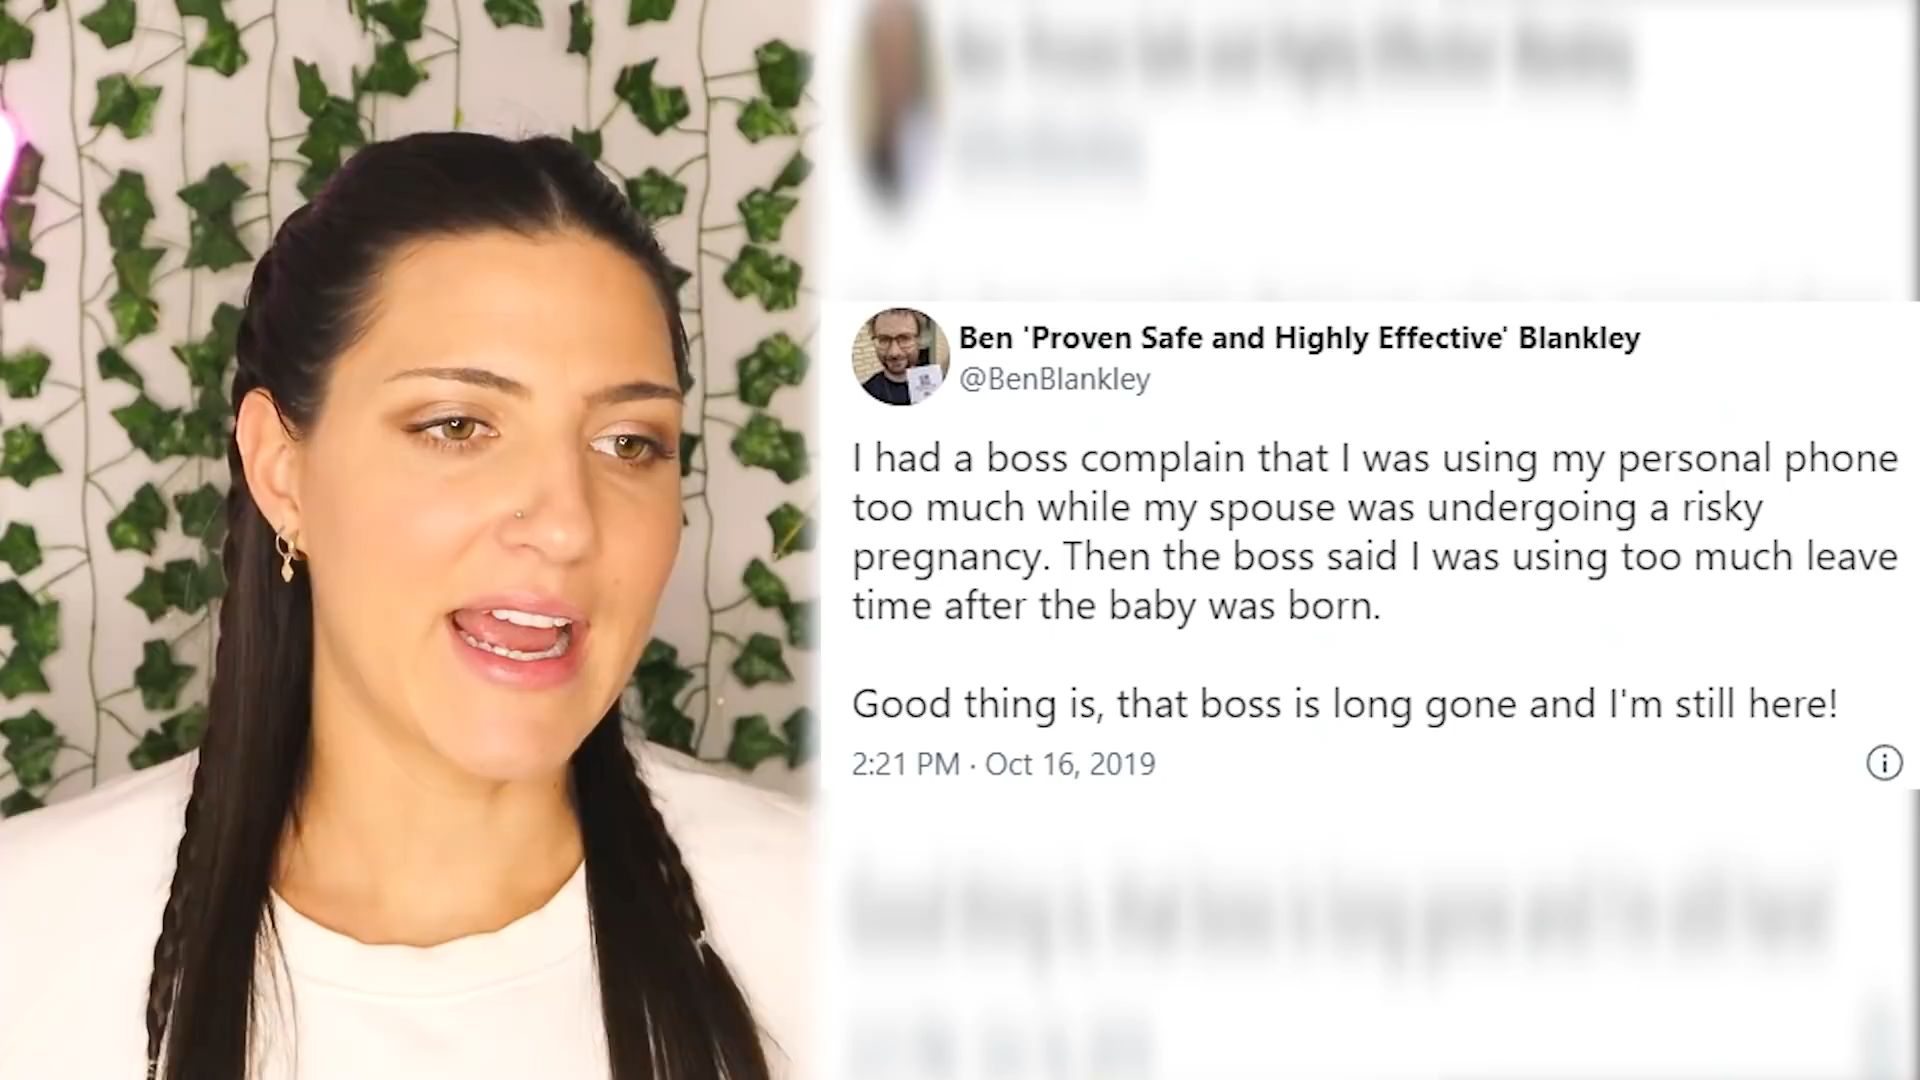 Ben 'Proven Safe and Highly Effective' Blankley
@BenBlankley
I had a boss complain that I was using my personal phone
too much while my spouse was undergoing a risky
pregnancy. Then the boss said I was using too much leave
time after the baby was born.
Good thing is, that boss is long gone and I'm still here!
2:21 PM · Oct 16, 2019